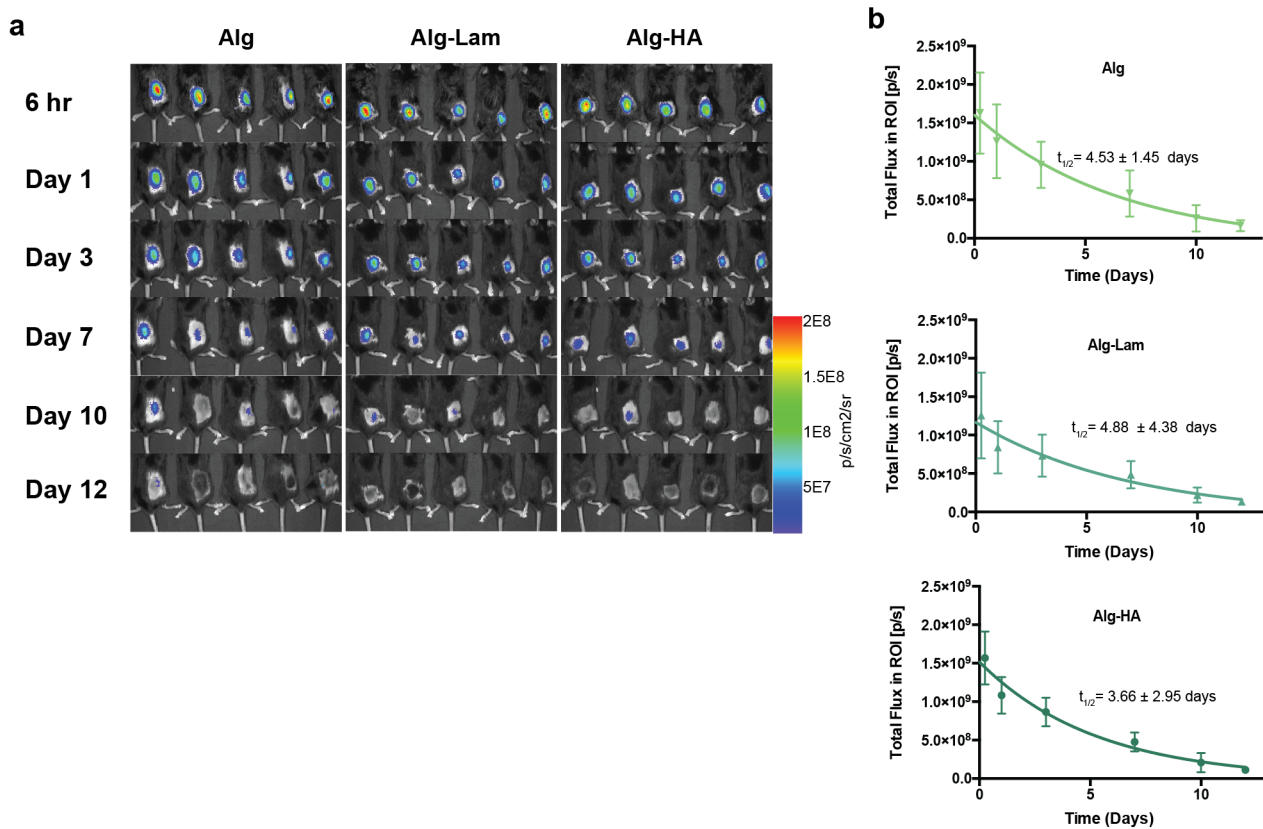 a
Alg
Alg-Lam
Alg-HA
6 hr
Day 1
Day 3
Day 7
Day 10
Day 12
2E8
1.5E8
1E8
5E7
p/s/cm2/sr
b
Alg
2.5×10⁹
2.0×10⁹
1.5×10⁹
1.0×10⁹
5.0×10⁸
0.0
Total Flux in ROI [p/s]
t1/2= 4.53 ± 1.45 days
0
5
10
Time (Days)
Alg-Lam
2.5×10⁹
2.0×10⁹
1.5×10⁹
1.0×10⁹
5.0×10⁸
0.0
Total Flux in ROI [p/s]
t1/2= 4.88 ± 4.38 days
0
5
10
Time (Days)
Alg-HA
2.5×10⁹
2.0×10⁹
1.5×10⁹
1.0×10⁹
5.0×10⁸
0.0
Total Flux in ROI [p/s]
t1/2= 3.66 ± 2.95 days
0
5
10
Time (Days)